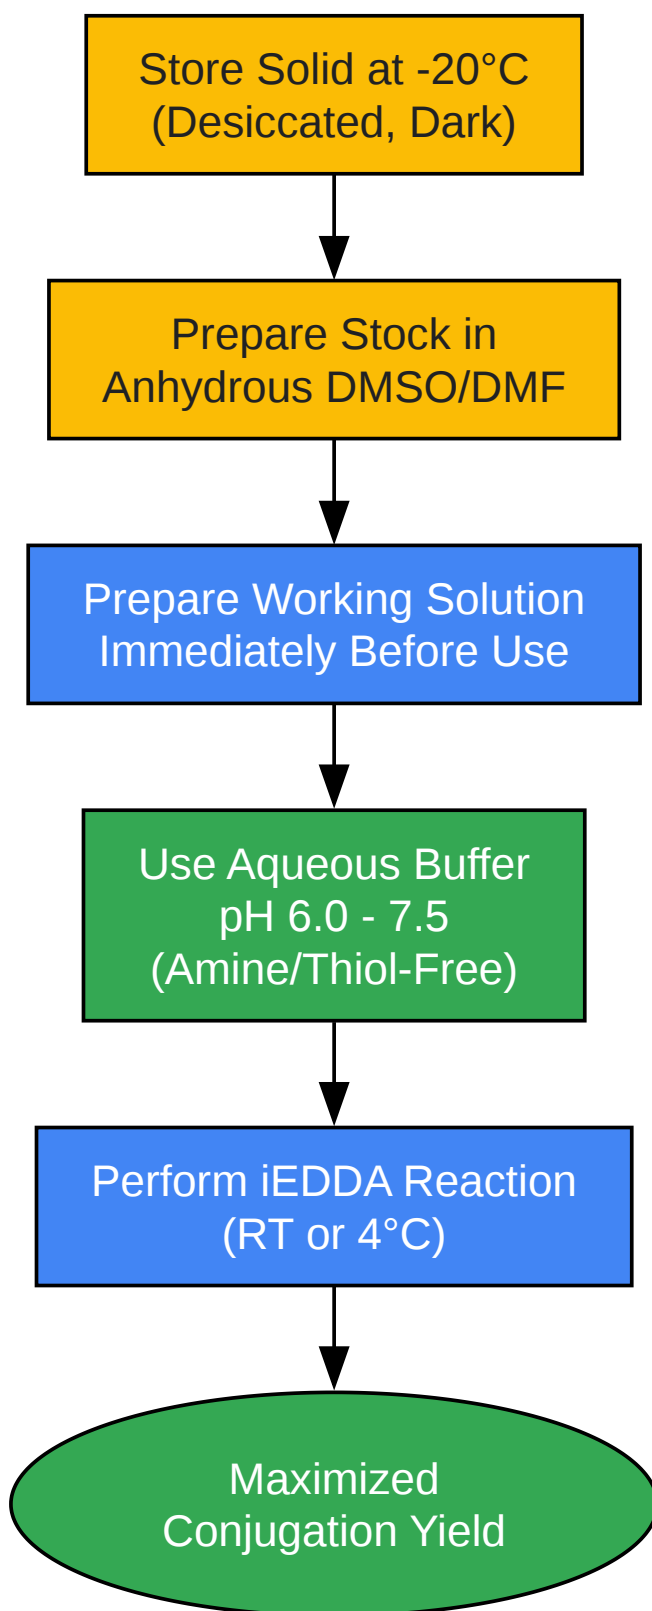 Store Solid at -20°C
(Desiccated, Dark)
Prepare Stock in
Anhydrous DMSO/DMF
Prepare Working Solution
Immediately Before Use
Use Aqueous Buffer
pH 6.0 - 7.5
(Amine/Thiol-Free)
Perform iEDDA Reaction
(RT or 4°C)
Maximized
Conjugation Yield